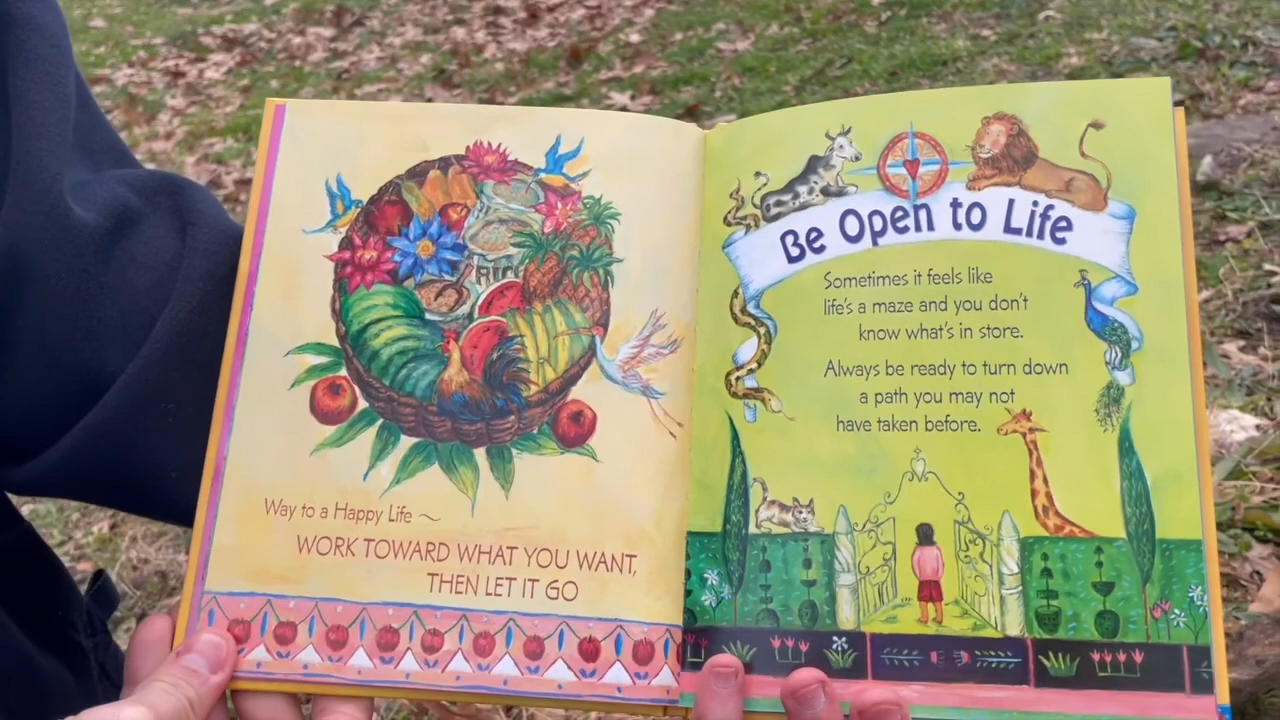 Way to a Happy Life ~
WORK TOWARD WHAT YOU WANT,
THEN LET IT GO
Be Open to Life
Sometimes it feels like
life's a maze and you don't
know what's in store.
Always be ready to turn down
a path you may not
have taken before.